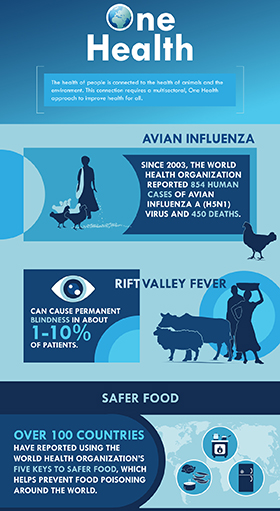 One
Health
The health of people is connected to the health of animals and the
environment. This connection requires a multisectoral, One Health
approach to improve health for all.
AVIAN INFLUENZA
SINCE 2003, THE WORLD
HEALTH ORGANIZATION
REPORTED 854 HUMAN
CASES OF AVIAN
INFLUENZA A (H5N1)
VIRUS AND 450 DEATHS.
RIFT VALLEY FEVER
CAN CAUSE PERMANENT
BLINDNESS IN ABOUT
1-10%
OF PATIENTS.
SAFER FOOD
OVER 100 COUNTRIES
HAVE REPORTED USING THE
WORLD HEALTH ORGANIZATION'S
FIVE KEYS TO SAFER FOOD, WHICH
HELPS PREVENT FOOD POISONING
AROUND THE WORLD.